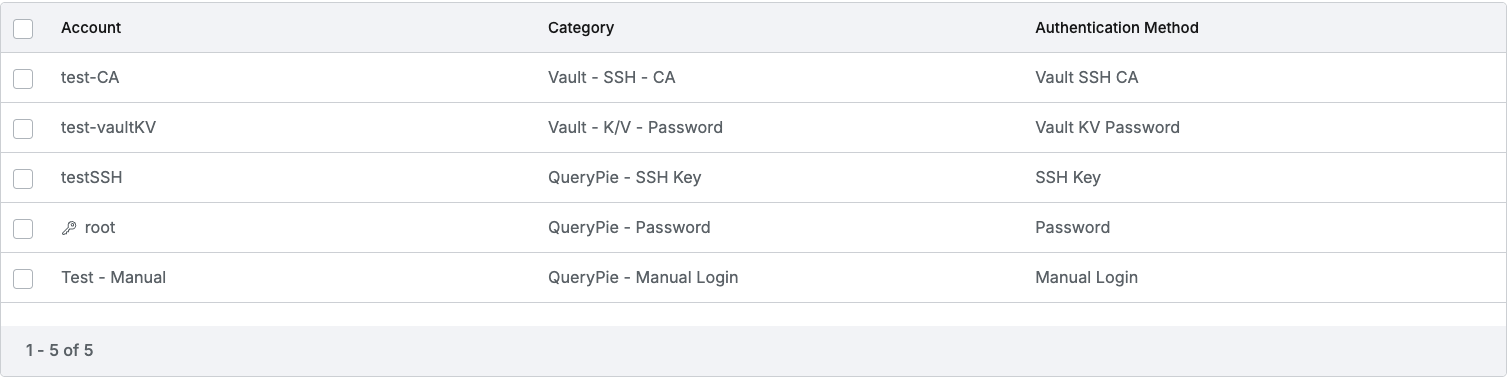 Account Category Authentication Method
test-CA Vault - SSH - CA Vault SSH CA
test-vaultKV Vault - K/V - Password Vault KV Password
testSSH QueryPie - SSH Key SSH Key
root QueryPie - Password Password
Test - Manual QueryPie - Manual Login Manual Login
1 - 5 of 5